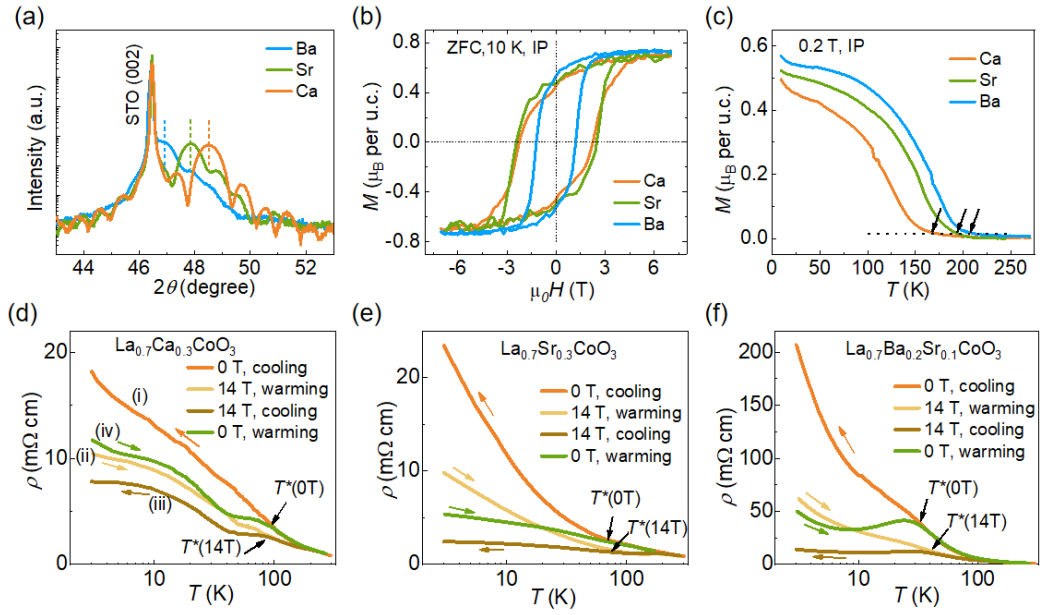 (a)
Intensity (a.u.)
STO (002)
Ba
Sr
Ca
44 46 48 50 52
2θ (degree)
(b)
ZFC,10 K, IP
M (μB per u.c.)
0.8
0.4
0.0
-0.4
-0.8
Ca
Sr
Ba
-6 -3 0 3 6
μ0H (T)
(c)
0.2 T, IP
M (μB per u.c.)
0.6
0.4
0.2
0.0
Ca
Sr
Ba
0 50 100 150 200 250
T (K)
(d)
La0.7Ca0.3CoO3
ρ (mΩ cm)
20
10
0
0 T, cooling
14 T, warming
14 T, cooling
0 T, warming
(i)
(iv)
(ii)
(iii)
T*(0T)
T*(14T)
10 100
T (K)
(e)
La0.7Sr0.3CoO3
ρ (mΩ cm)
20
10
0
0 T, cooling
14 T, warming
14 T, cooling
0 T, warming
T*(0T)
T*(14T)
10 100
T (K)
(f)
La0.7Ba0.2Sr0.1CoO3
ρ (mΩ cm)
200
150
100
50
0
0 T, cooling
14 T, warming
14 T, cooling
0 T, warming
T*(0T)
T*(14T)
10 100
T (K)